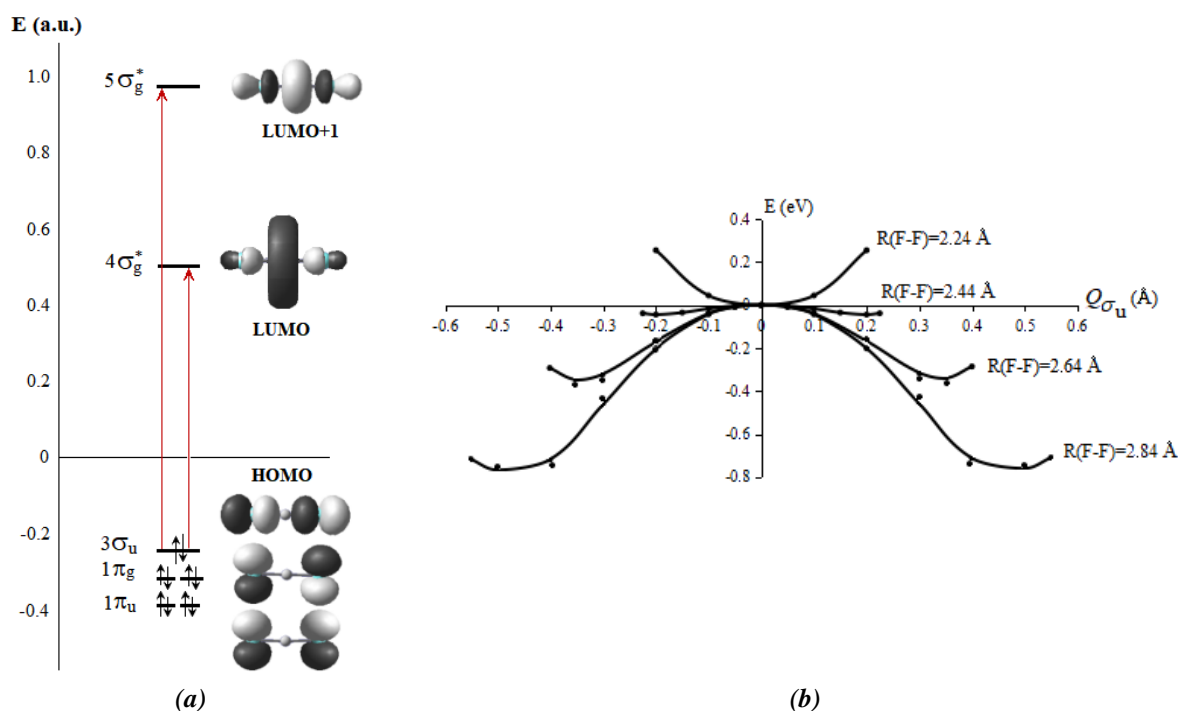 E (a.u.)
1.0
5σg*
LUMO+1
0.8
0.6
4σg*
LUMO
0.4
0.2
0
HOMO
-0.2
3σu
1πg
1πu
-0.4
(a)
E (eV)
0.4
R(F-F)=2.24 Å
0.2
R(F-F)=2.44 Å
0
Qσu (Å)
-0.6 -0.5 -0.4 -0.3 -0.2 -0.1 0 0.1 0.2 0.3 0.4 0.5 0.6
-0.2
R(F-F)=2.64 Å
-0.4
-0.6
R(F-F)=2.84 Å
-0.8
(b)